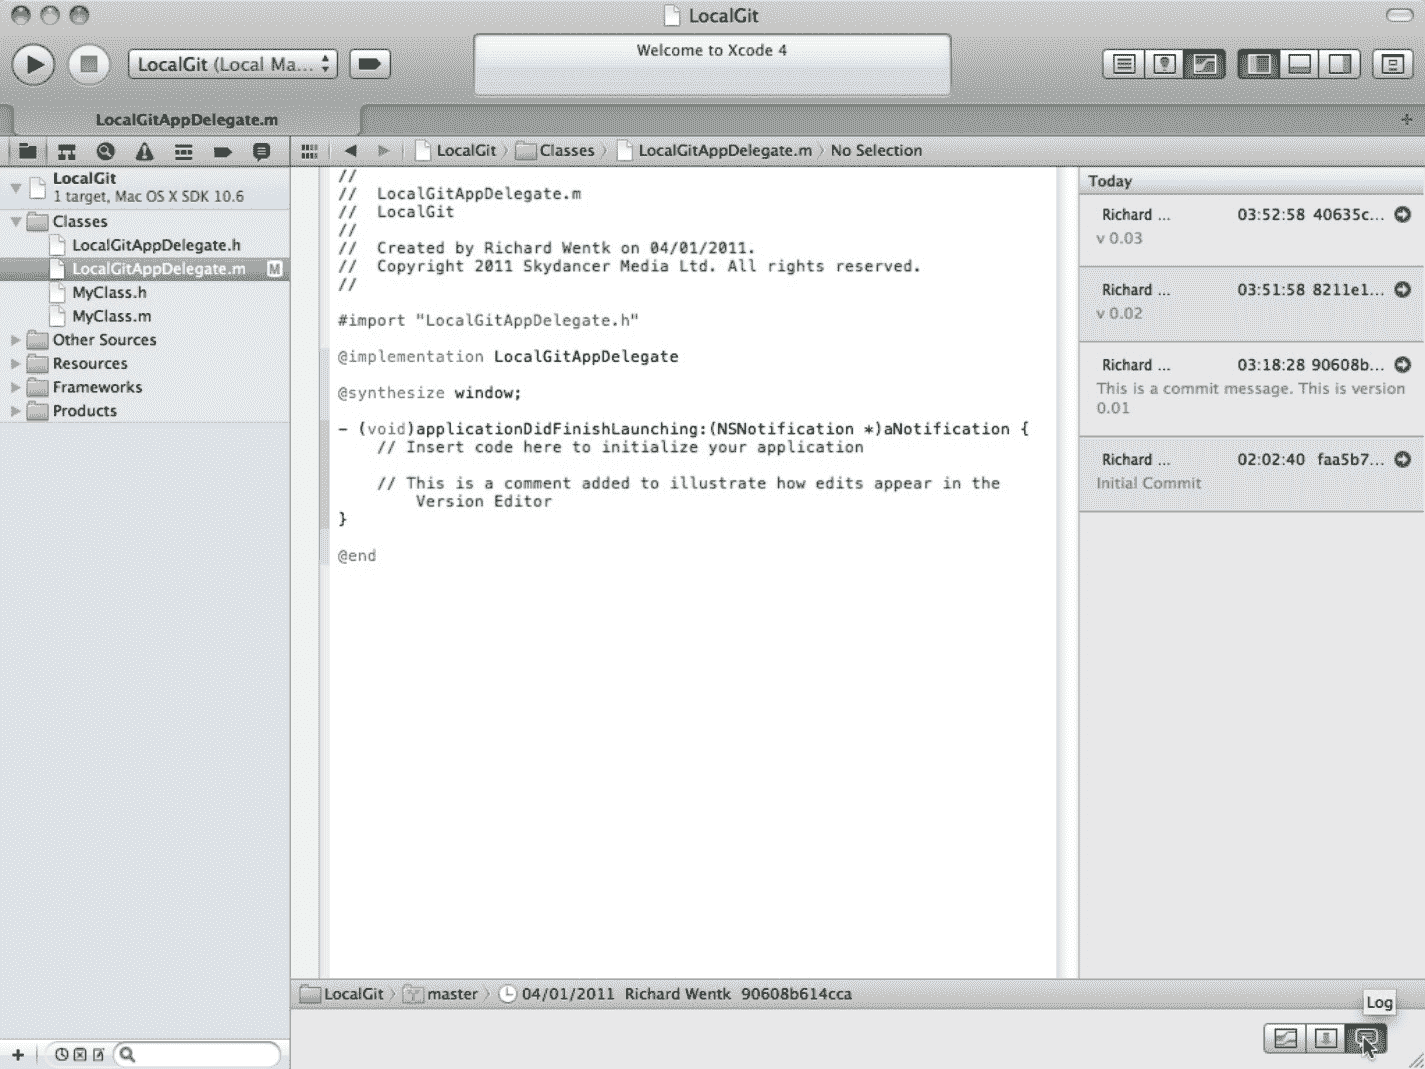 LocalGit
LocalGit (Local Ma...
Welcome to Xcode 4
LocalGitAppDelegate.m
LocalGit
Classes
LocalGitAppDelegate.m
No Selection
LocalGit
1 target, Mac OS X SDK 10.6
Classes
LocalGitAppDelegate.h
LocalGitAppDelegate.m M
MyClass.h
MyClass.m
Other Sources
Resources
Frameworks
Products
//
// LocalGitAppDelegate.m
// LocalGit
//
// Created by Richard Wentk on 04/01/2011.
// Copyright 2011 Skydancer Media Ltd. All rights reserved.
//
#import "LocalGitAppDelegate.h"
@implementation LocalGitAppDelegate
@synthesize window;
- (void)applicationDidFinishLaunching:(NSNotification *)aNotification {
// Insert code here to initialize your application
// This is a comment added to illustrate how edits appear in the
Version Editor
}
@end
Today
Richard ... 03:52:58 40635c...
v 0.03
Richard ... 03:51:58 8211e1...
v 0.02
Richard ... 03:18:28 90608b...
This is a commit message. This is version
0.01
Richard ... 02:02:40 faa5b7...
Initial Commit
LocalGit
master
04/01/2011 Richard Wentk 90608b614cca
Log